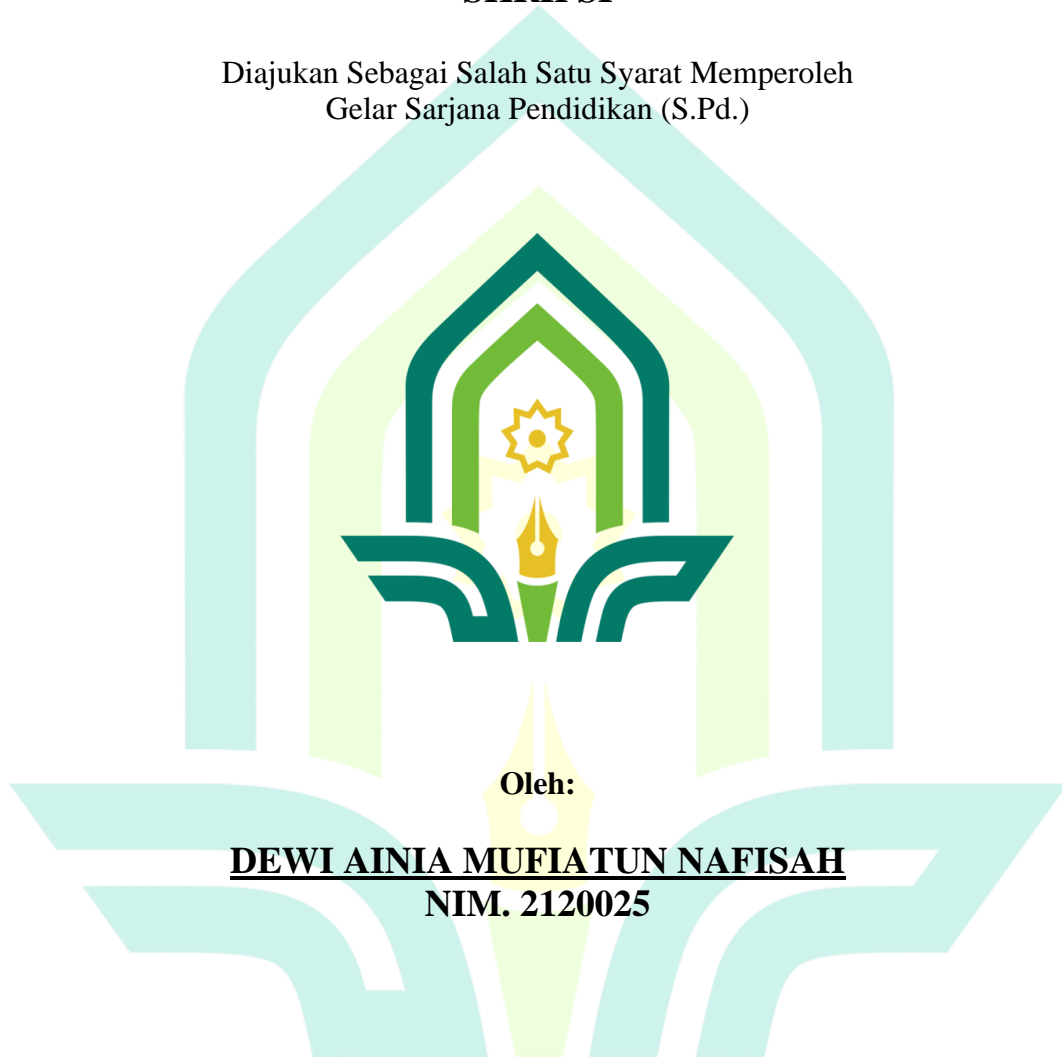 Diajukan Sebagai Salah Satu Syarat Memperoleh
Gelar Sarjana Pendidikan (S.Pd.)
Oleh:
DEWI AINIA MUFIATUN NAFISAH
NIM. 2120025